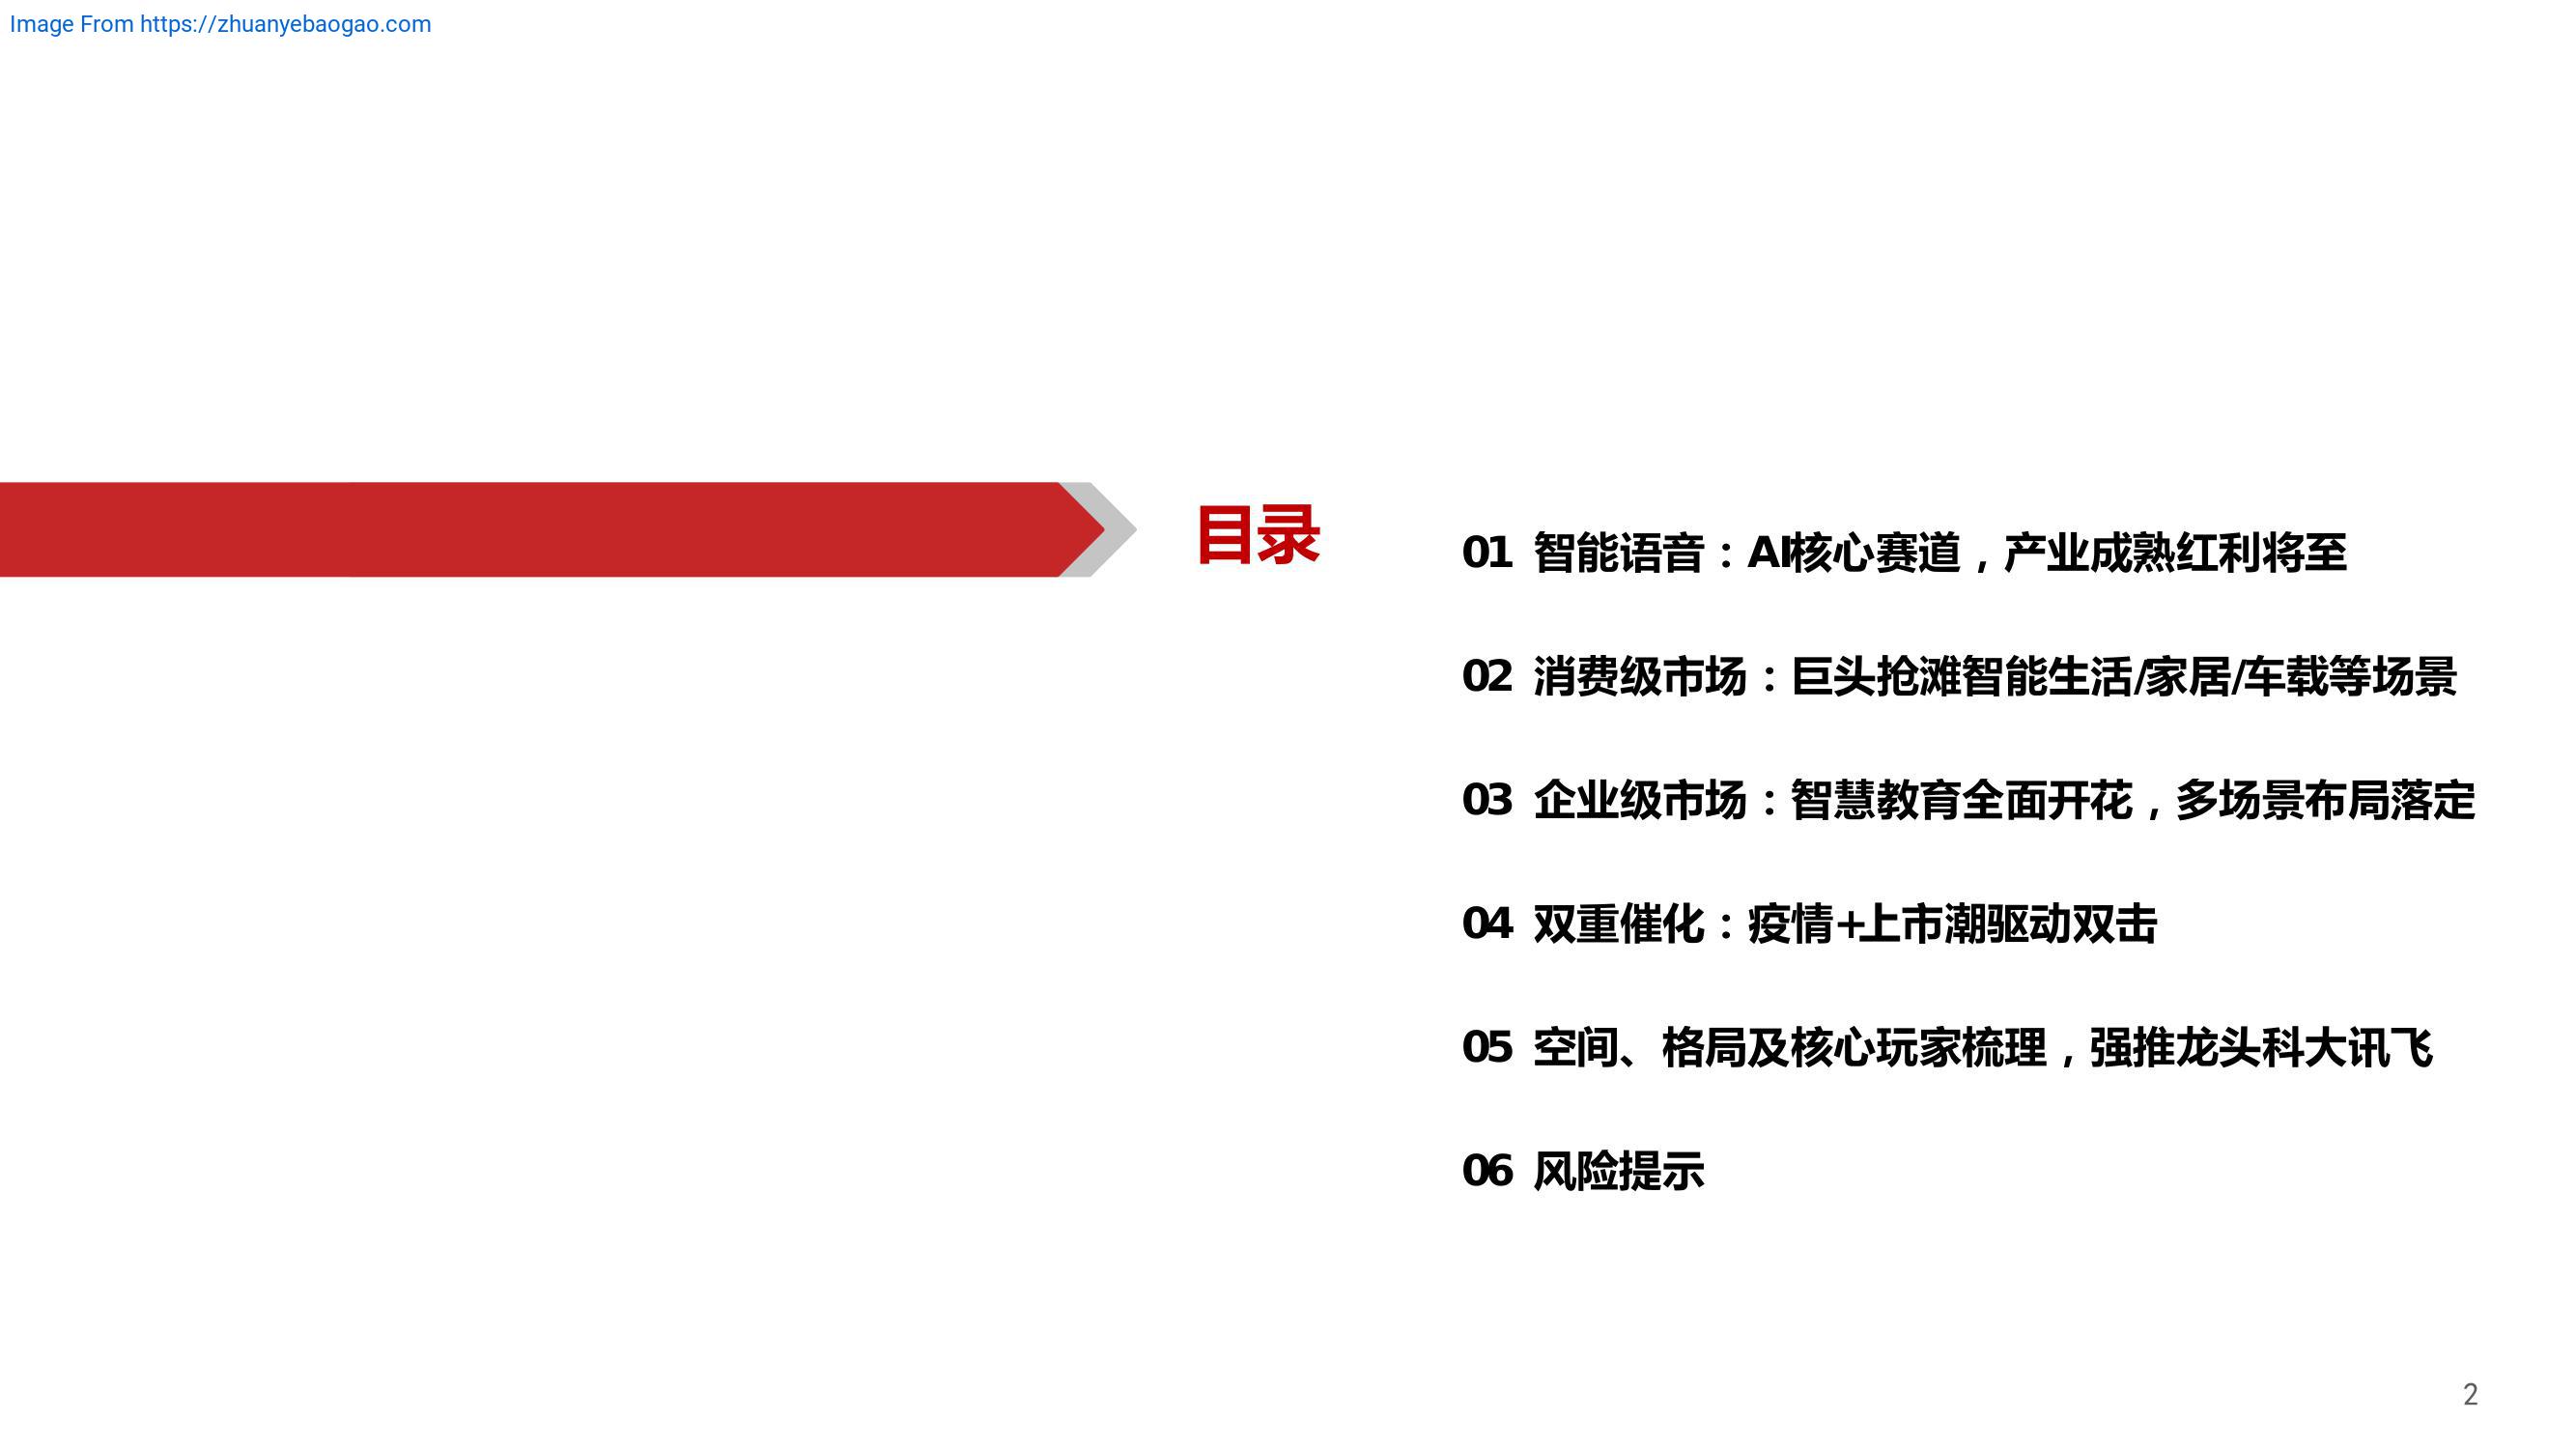 Image From https://zhuanyebaogao.com
目录
01 智能语音：AI核心赛道，产业成熟红利将至
02 消费级市场：巨头抢滩智能生活/家居/车载等场景
03 企业级市场：智慧教育全面开花，多场景布局落定
04 双重催化：疫情+上市潮驱动双击
05 空间、格局及核心玩家梳理，强推龙头科大讯飞
06 风险提示
2